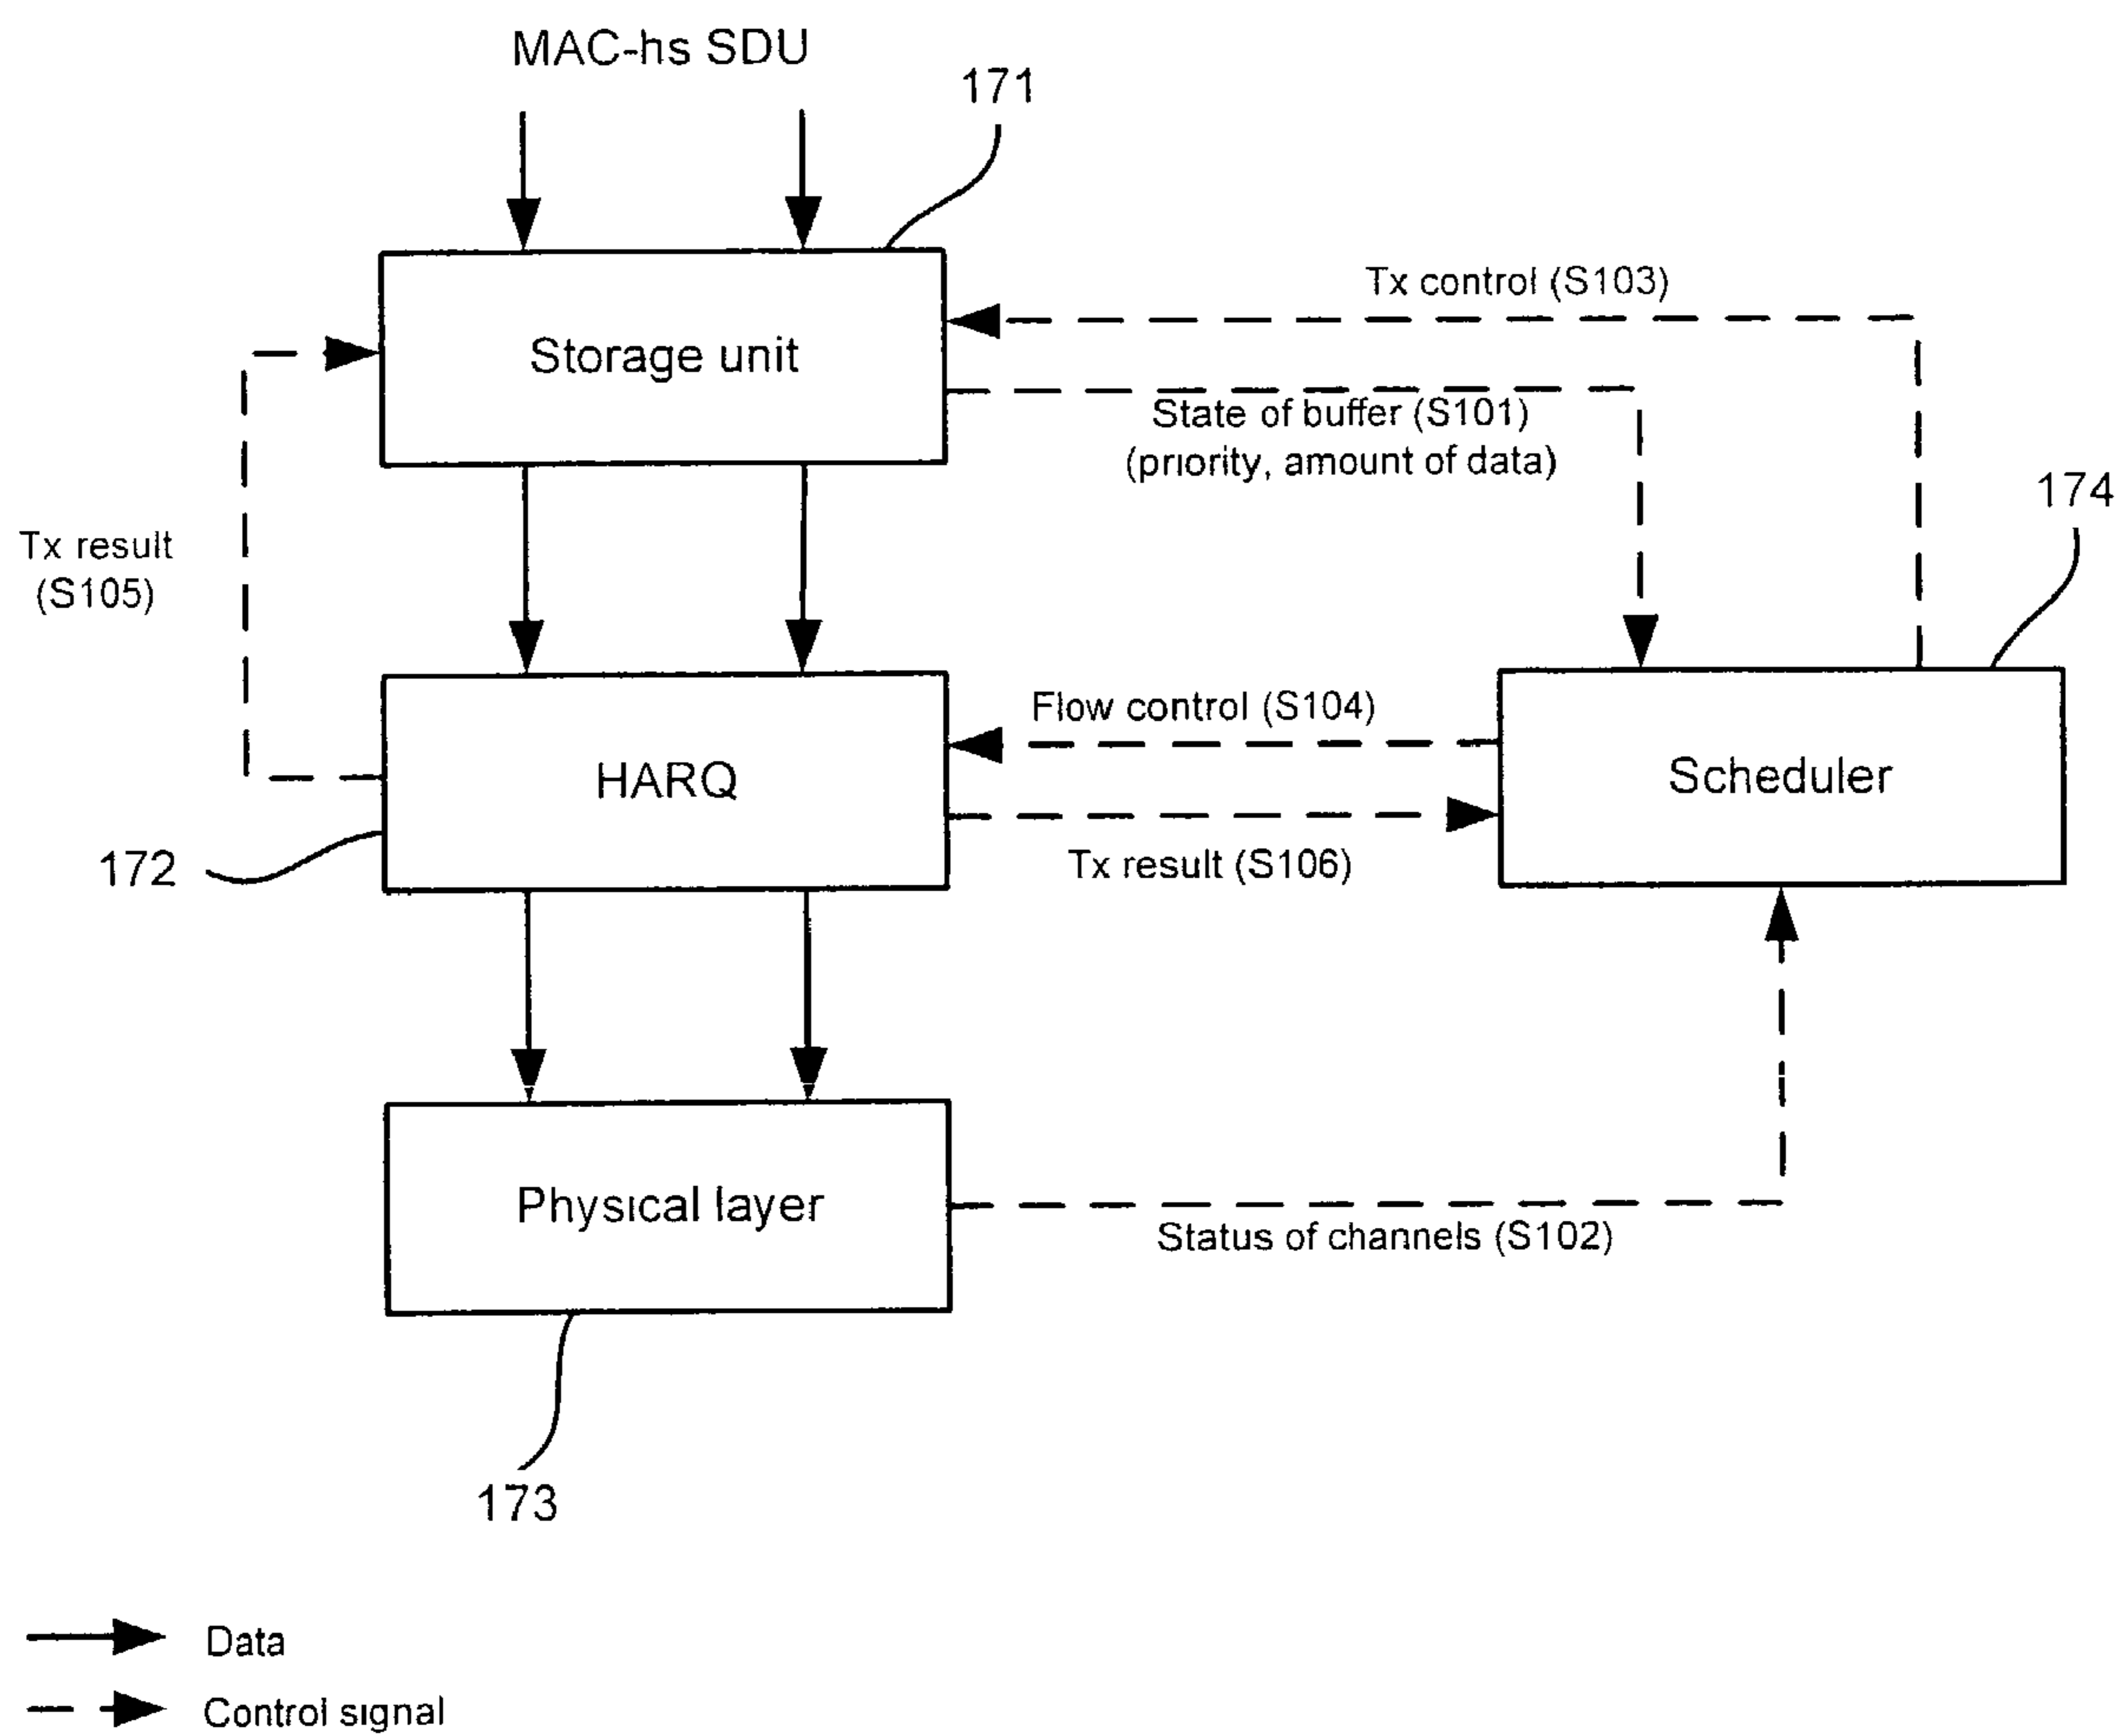 MAC-hs SDU
171
Tx control (S103)
Storage unit
State of buffer (S101)
(priority, amount of data)
174
Tx result
(S105)
Flow control (S104)
HARQ
Scheduler
172
Tx result (S106)
Physical layer
Status of channels (S102)
173
Data
Control signal